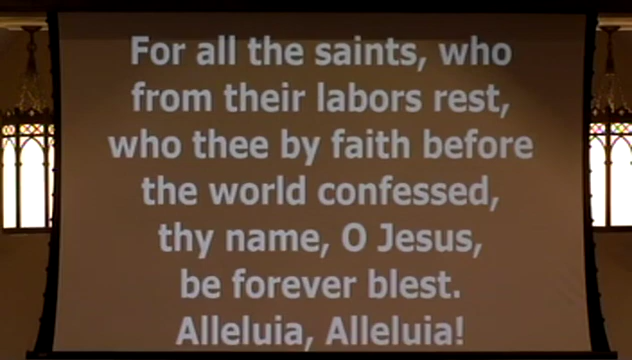 For all the saints, who
from their labors rest,
who thee by faith before
the world confessed,
thy name, O Jesus,
be forever blest.
Alleluia, Alleluia!